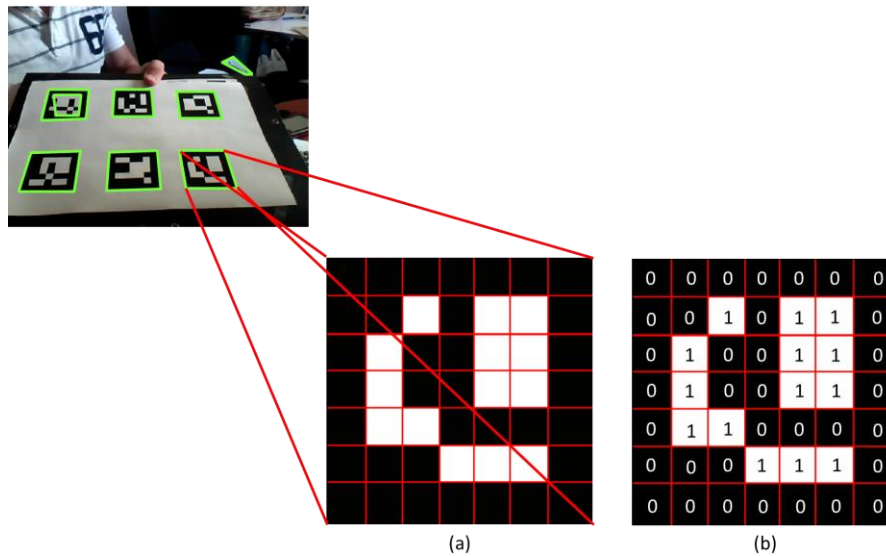 68
0 0 0 0 0 0 0
0 0 1 0 1 1 0
0 1 0 0 1 1 0
0 1 0 0 1 1 0
0 1 1 0 0 0 0
0 0 0 1 1 1 0
0 0 0 0 0 0 0
(a) (b)